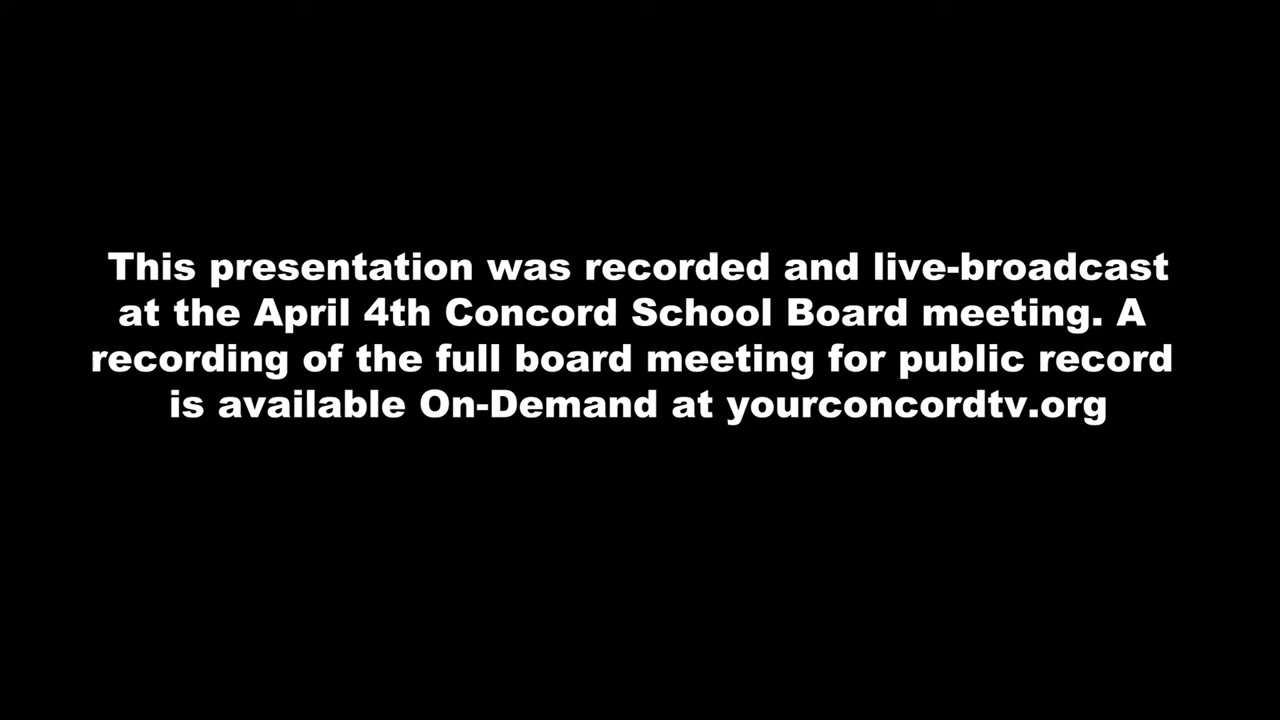 This presentation was recorded and live-broadcast
at the April 4th Concord School Board meeting. A
recording of the full board meeting for public record
is available On-Demand at yourconcordtv.org